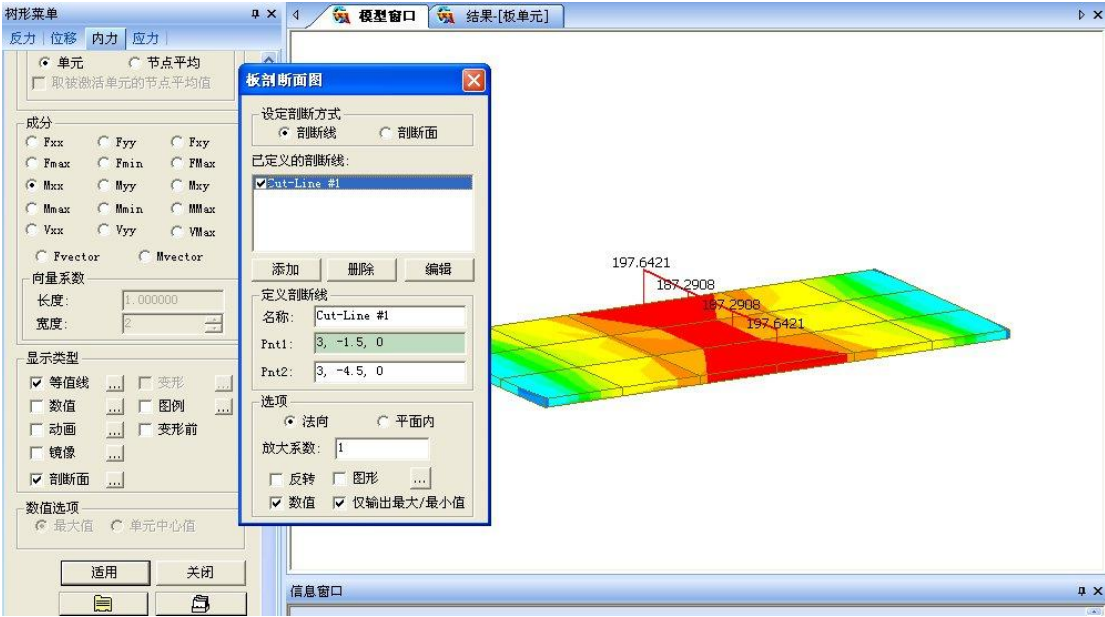 树形菜单
模型窗口
结果-[板单元]
反力 位移 内力 应力
单元 节点平均
取被激活单元的节点平均值
成分
Fxx Fyy Fxy
Fmax Fmin FMax
Mxx Myy Mxy
Mmax Mmin MMax
Vxx Vyy VMax
Fvector Mvector
向量系数
长度: 1.000000
宽度: 2
显示类型
等值线 ... 变形 ...
数值 ... 图例 ...
动画 ... 变形前
镜像 ...
剖断面 ...
数值选项
最大值 单元中心值
适用 关闭
板剖断面图
设定剖断方式
剖断线 剖断面
已定义的剖断线:
Cut-Line #1
添加 删除 编辑
定义剖断线
名称: Cut-Line #1
Pnt1: 3, -1.5, 0
Pnt2: 3, -4.5, 0
选项
法向 平面内
放大系数: 1
反转 图形 ...
数值 仅输出最大/最小值
197.6421
187.2908
187.2908
197.6421
信息窗口